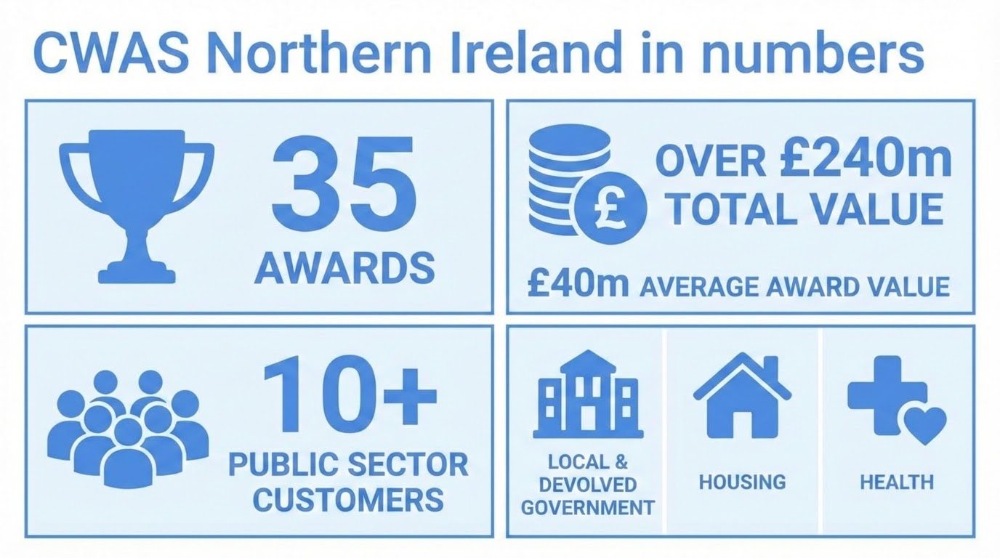 CWAS Northern Ireland in numbers
35
AWARDS
£
OVER £240m
TOTAL VALUE
£40m AVERAGE AWARD VALUE
10+
PUBLIC SECTOR
CUSTOMERS
LOCAL &
DEVOLVED
GOVERNMENT
HOUSING
HEALTH